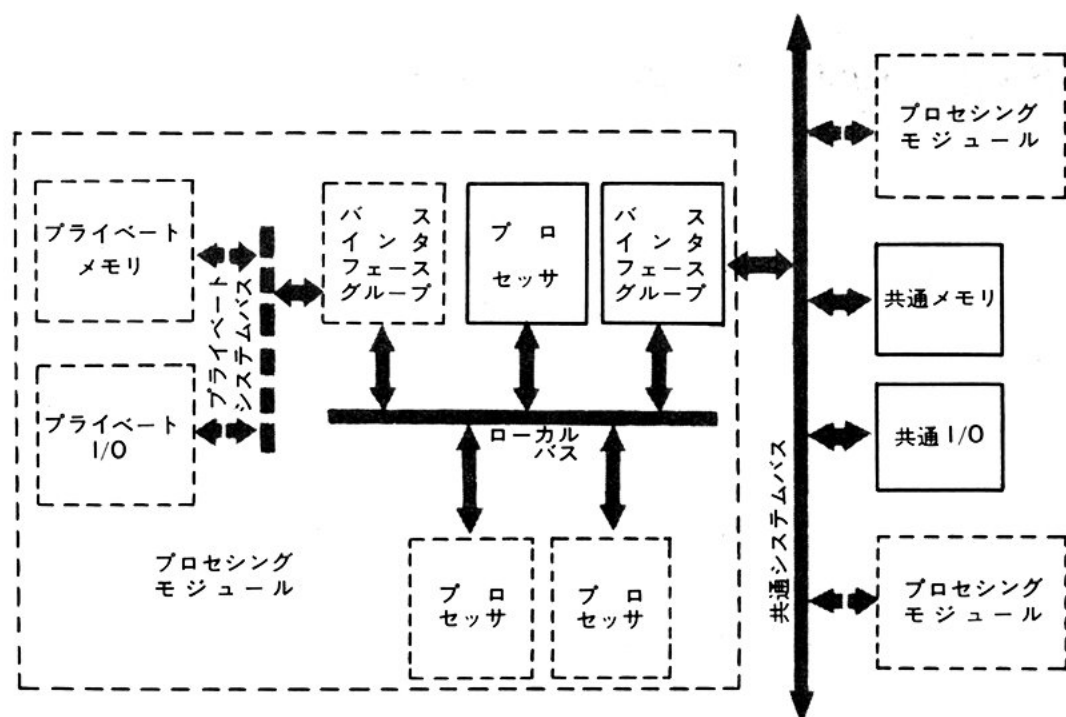 プライベート
メモリ
プライベート
I/O
プライベート
システムバス
バス
インタ
フェース
グループ
プロ
セッサ
バス
インタ
フェース
グループ
ローカル
バス
プロ
セッサ
プロ
セッサ
プロセシング
モジュール
共通システムバス
プロセシング
モジュール
共通メモリ
共通I/O
プロセシング
モジュール